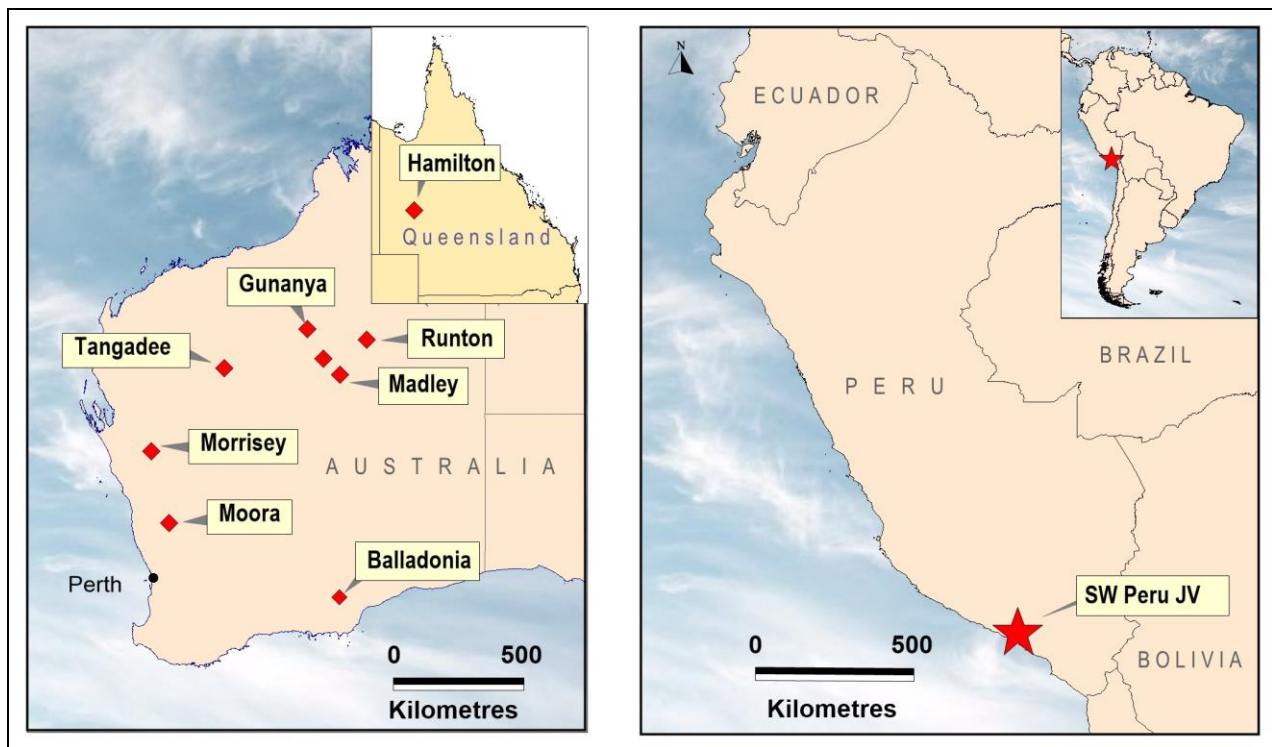 Hamilton
Queensland
Gunanya
Runton
Tangadee
Madley
Morrisey
AUSTRALIA
Moora
Balladonia
Perth
0 500
Kilometres
N
ECUADOR
BRAZIL
PERU
SW Peru JV
0 500
BOLIVIA
Kilometres